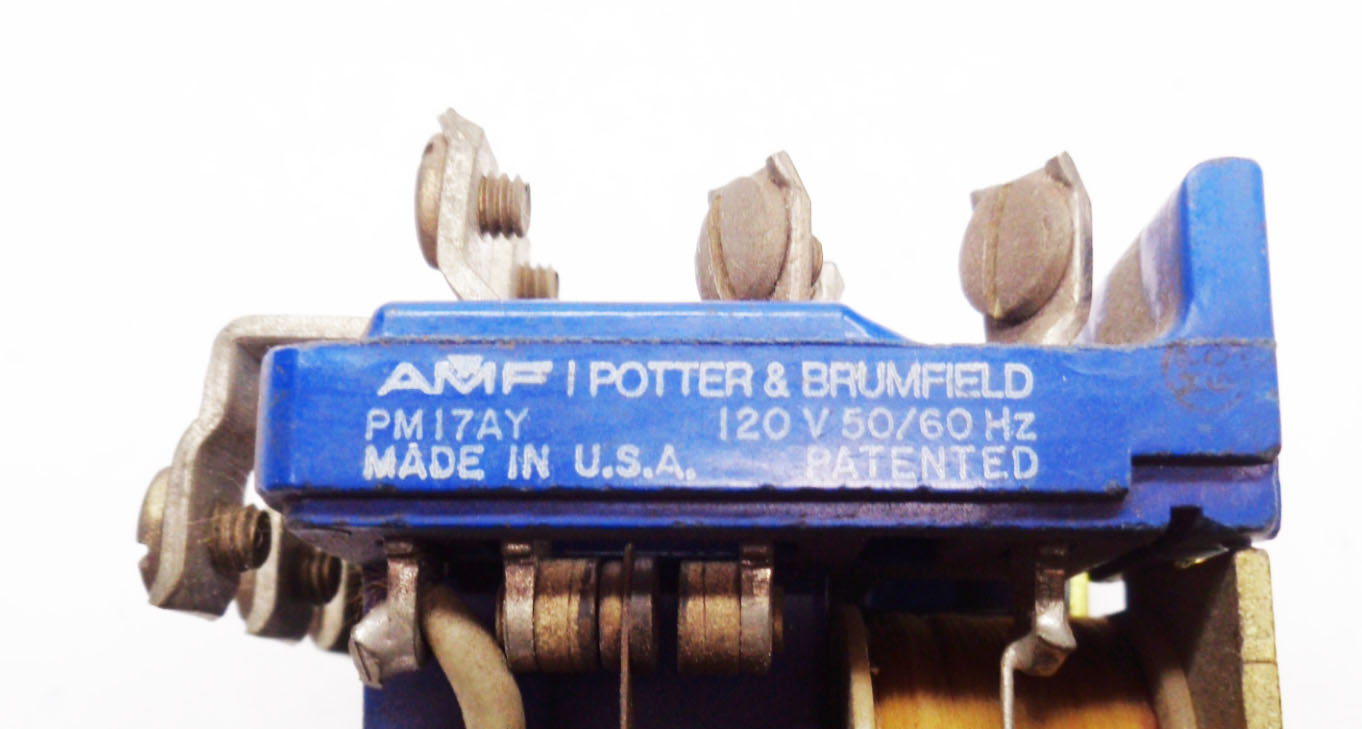 AMF | POTTER & BRUMFIELD
PM17AY 120 V 50/60 Hz
MADE IN U.S.A. PATENTED